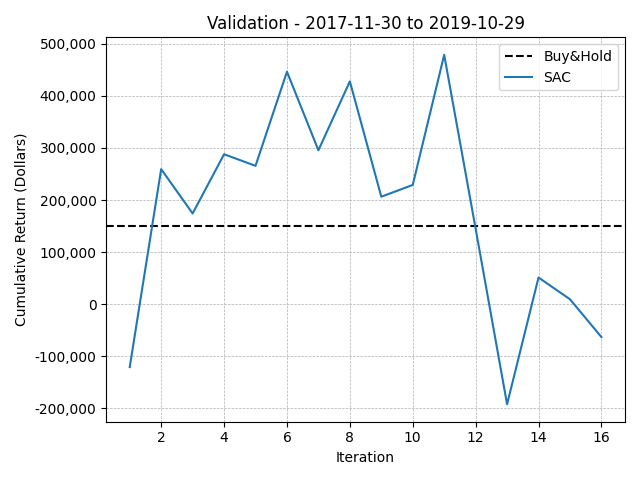 Validation - 2017-11-30 to 2019-10-29
500,000
400,000
300,000
200,000
100,000
0
-100,000
-200,000
Cumulative Return (Dollars)
Buy&Hold
SAC
2 4 6 8 10 12 14 16
Iteration